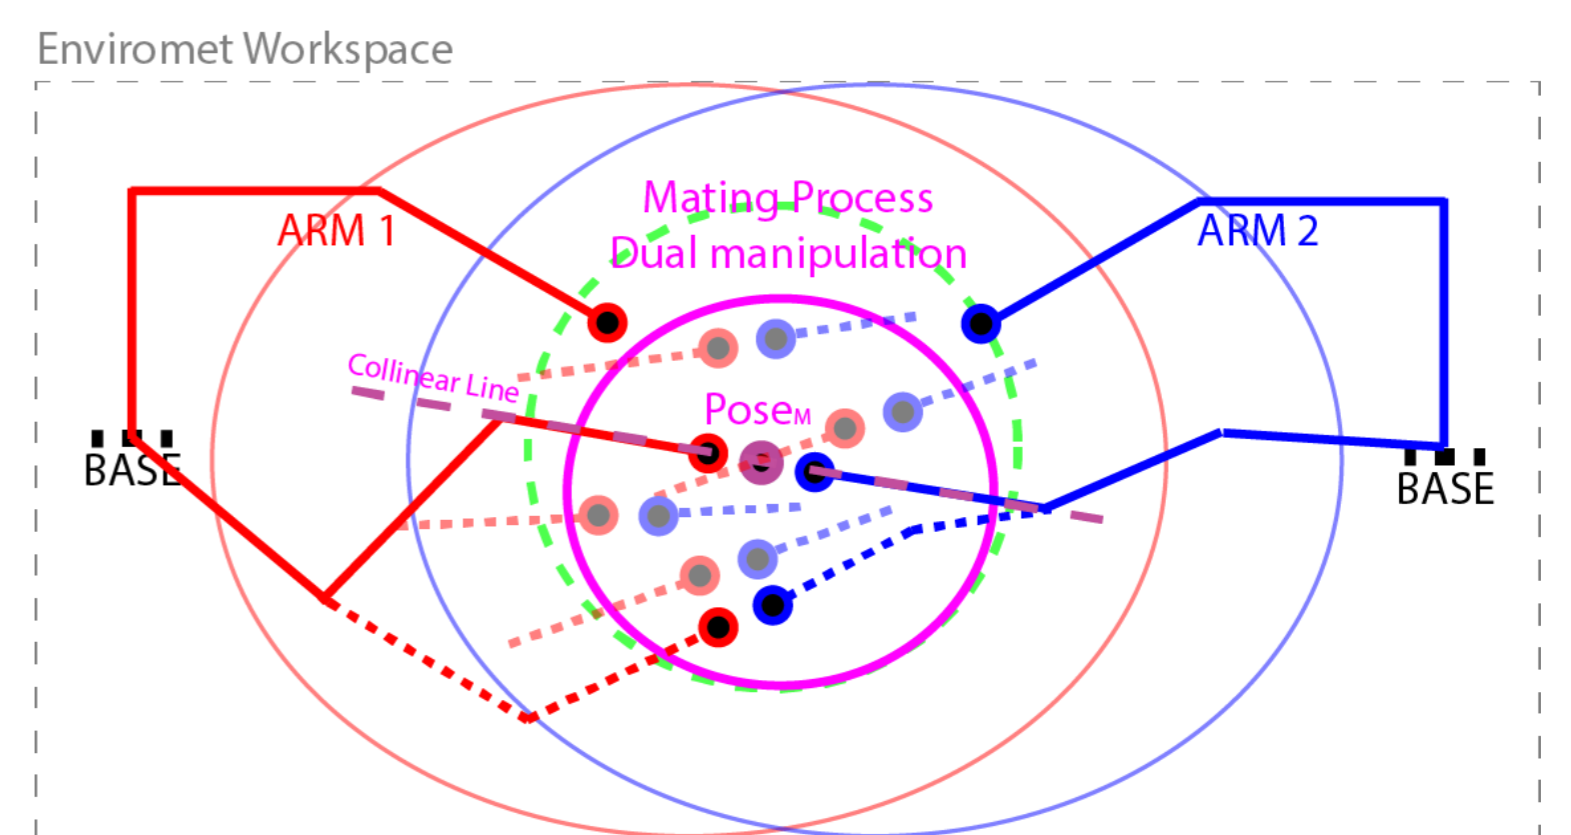 Enviromet Workspace
Mating Process
Dual manipulation
ARM 1
ARM 2
Collinear Line
PoseM
BASE
BASE